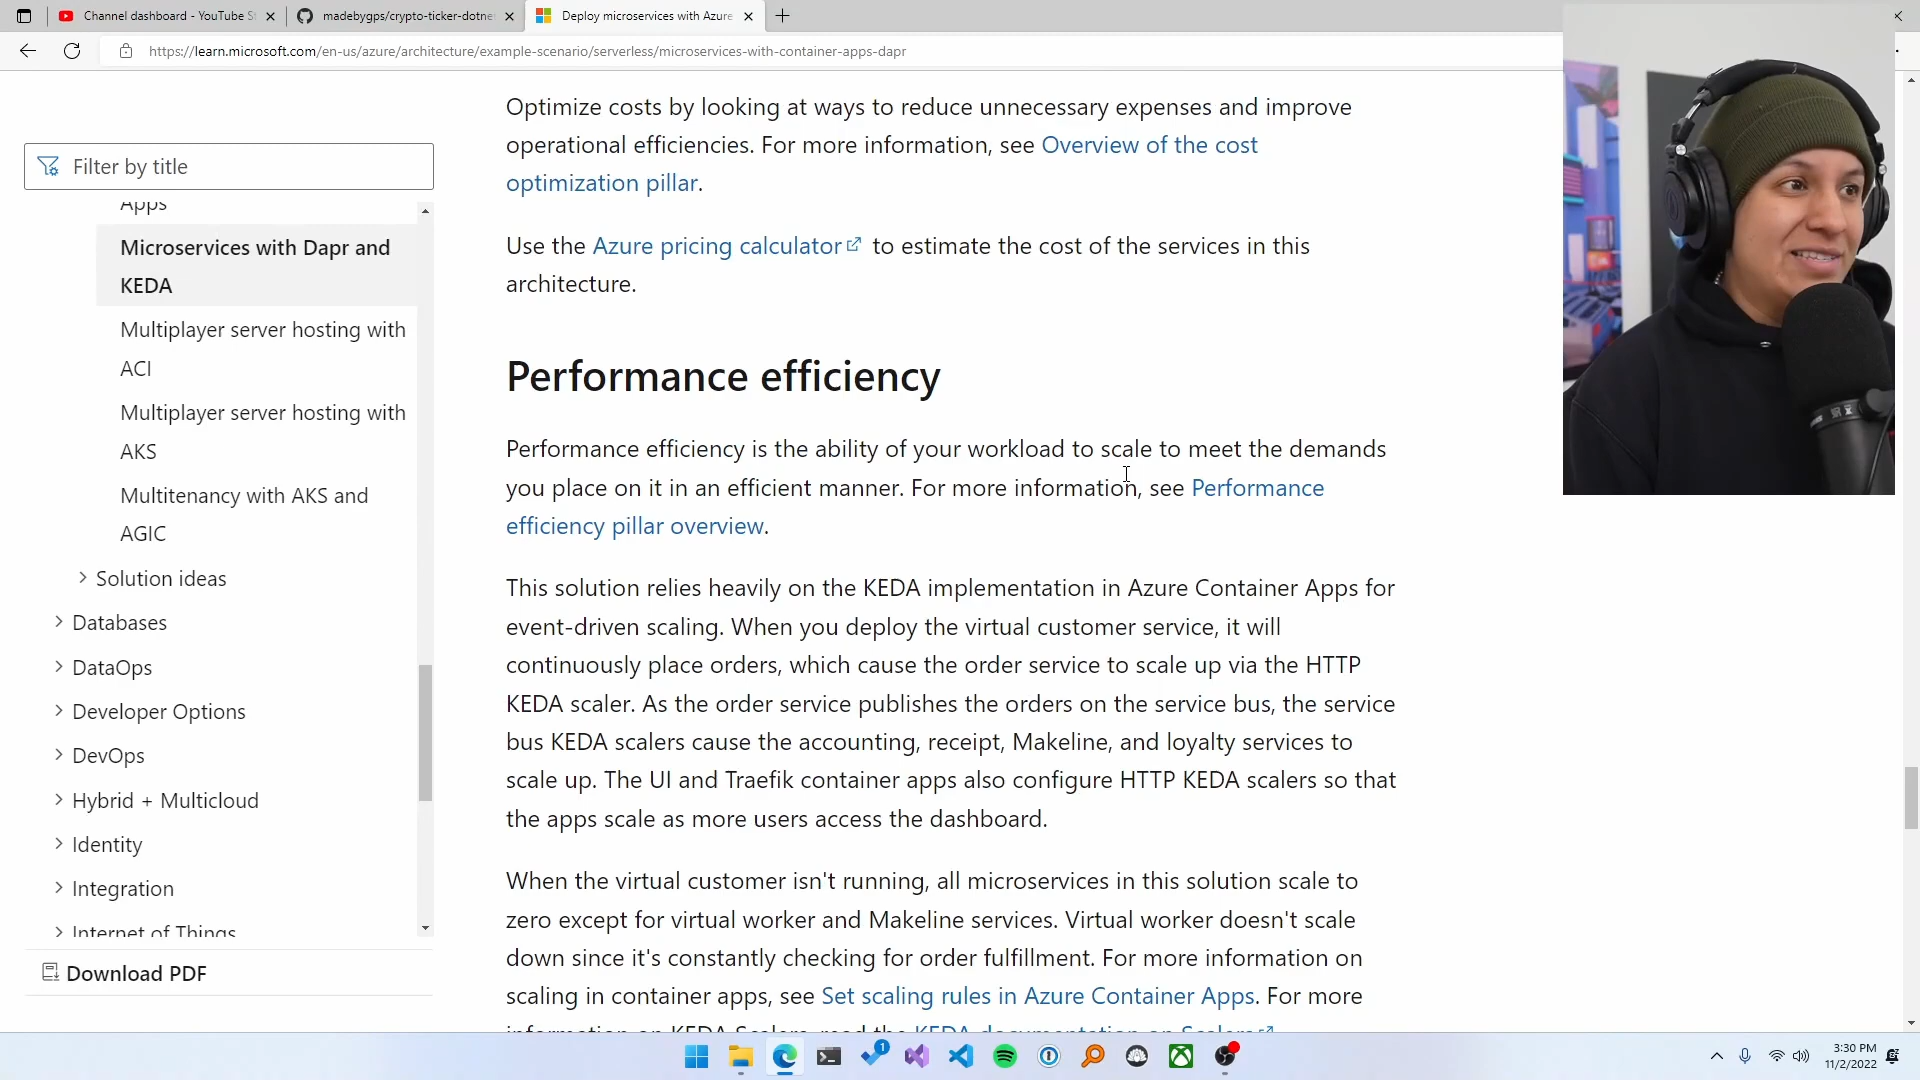 Channel dashboard - YouTube St
madebygps/crypto-ticker-dotnet
Deploy microservices with Azure
https://learn.microsoft.com/en-us/azure/architecture/example-scenario/serverless/microservices-with-container-apps-dapr
Filter by title
Apps
Microservices with Dapr and
KEDA
Multiplayer server hosting with
ACI
Multiplayer server hosting with
AKS
Multitenancy with AKS and
AGIC
Solution ideas
Databases
DataOps
Developer Options
DevOps
Hybrid + Multicloud
Identity
Integration
Internet of Things
Download PDF
Optimize costs by looking at ways to reduce unnecessary expenses and improve
operational efficiencies. For more information, see Overview of the cost
optimization pillar.
Use the Azure pricing calculator to estimate the cost of the services in this
architecture.
Performance efficiency
Performance efficiency is the ability of your workload to scale to meet the demands
you place on it in an efficient manner. For more information, see Performance
efficiency pillar overview.
This solution relies heavily on the KEDA implementation in Azure Container Apps for
event-driven scaling. When you deploy the virtual customer service, it will
continuously place orders, which cause the order service to scale up via the HTTP
KEDA scaler. As the order service publishes the orders on the service bus, the service
bus KEDA scalers cause the accounting, receipt, Makeline, and loyalty services to
scale up. The UI and Traefik container apps also configure HTTP KEDA scalers so that
the apps scale as more users access the dashboard.
When the virtual customer isn't running, all microservices in this solution scale to
zero except for virtual worker and Makeline services. Virtual worker doesn't scale
down since it's constantly checking for order fulfillment. For more information on
scaling in container apps, see Set scaling rules in Azure Container Apps. For more
information on KEDA Scalers, read the KEDA documentation on Scalers.
1
3:30 PM
11/2/2022